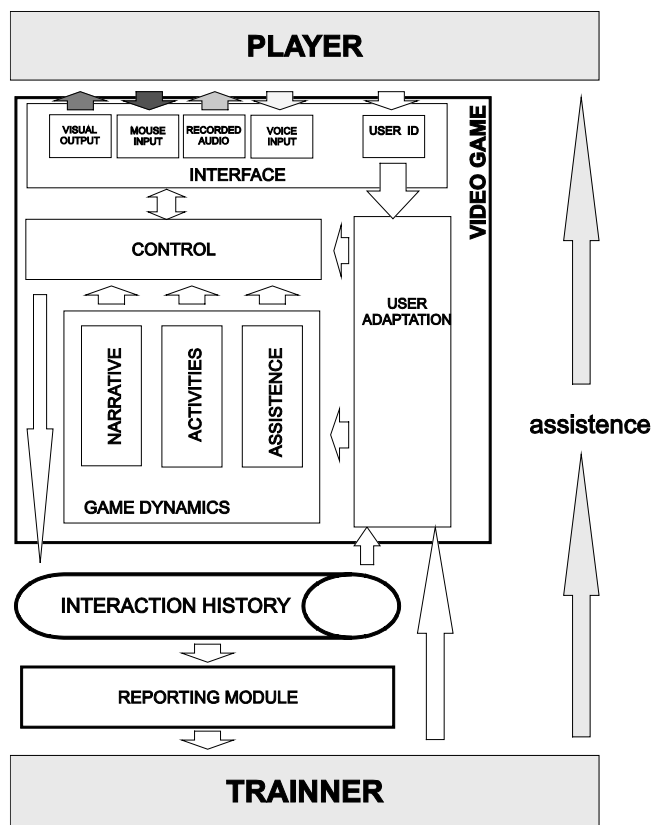 PLAYER
VISUAL
OUTPUT
MOUSE
INPUT
RECORDED
AUDIO
VOICE
INPUT
USER ID
INTERFACE
VIDEO GAME
CONTROL
USER
ADAPTATION
NARRATIVE
ACTIVITIES
ASSISTENCE
GAME DYNAMICS
assistence
INTERACTION HISTORY
REPORTING MODULE
TRAINNER